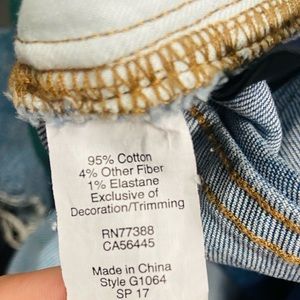 95% Cotton
4% Other Fiber
1% Elastane
Exclusive of
Decoration/Trimming
RN77388
CA56445
Made in China
Style G1064
SP 17